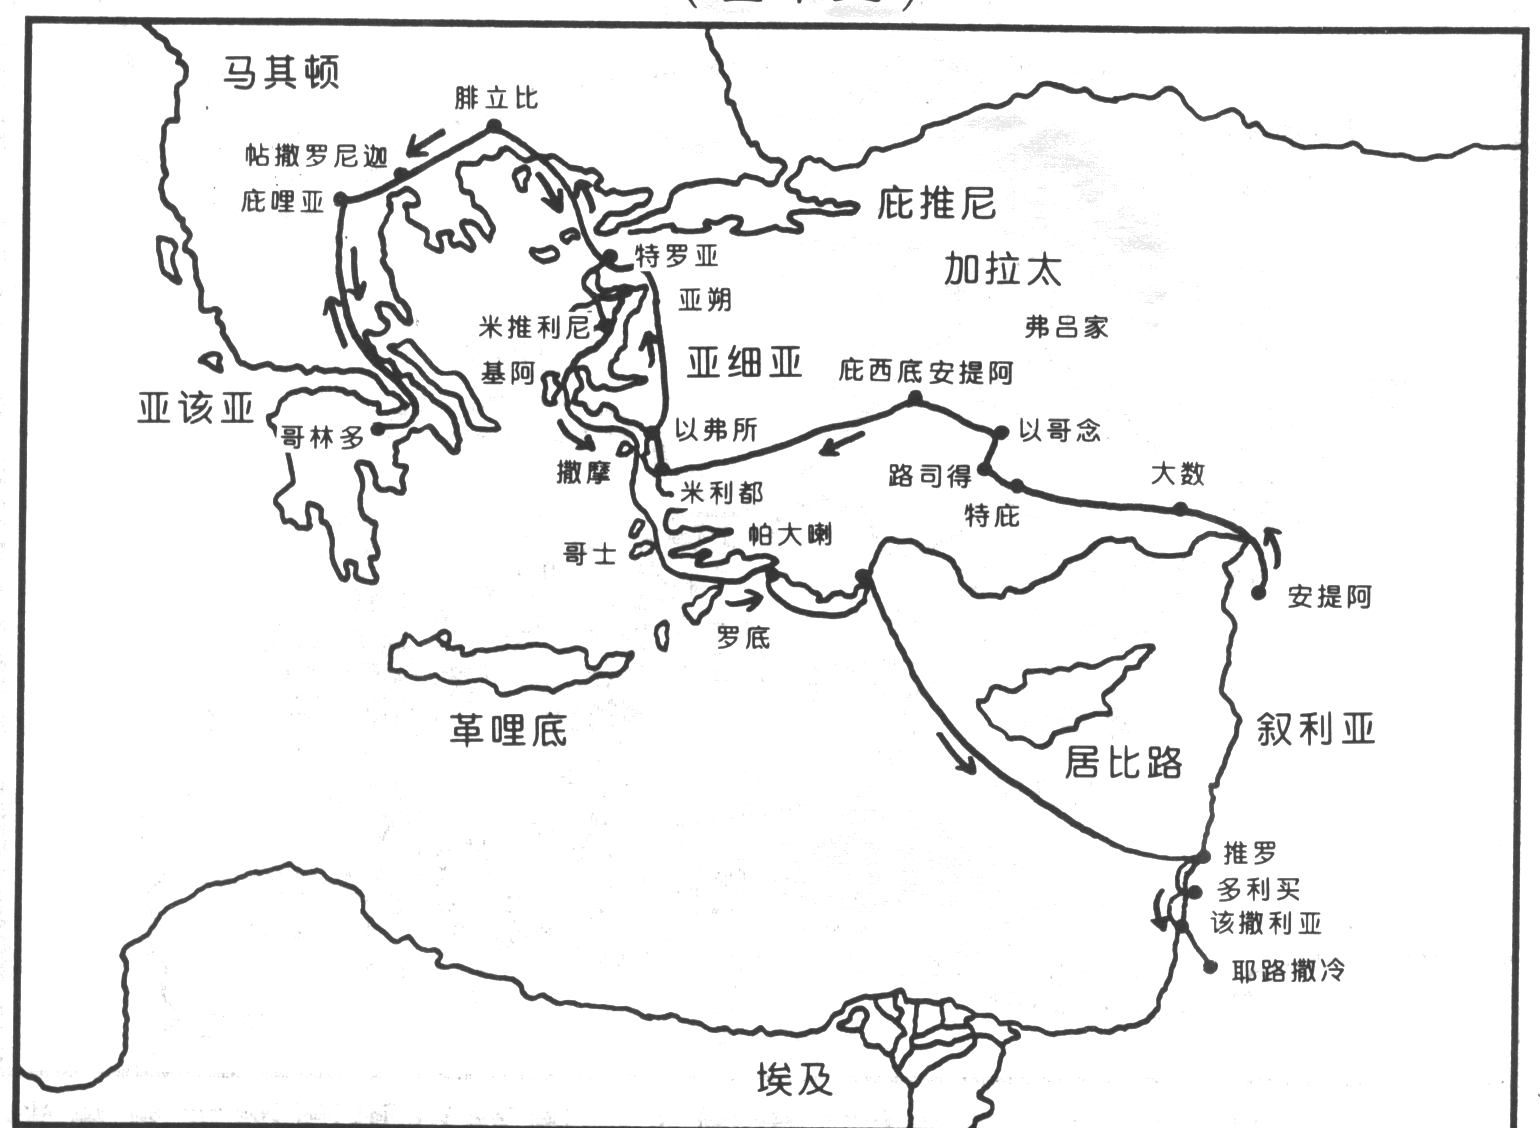 马其顿
腓立比
帖撒罗尼迦
庇哩亚
庇推尼
特罗亚
加拉太
亚朔
米推利尼
弗吕家
亚细亚
基阿
庇西底安提阿
亚该亚
哥林多
以弗所
以哥念
撒摩
路司得
大数
米利都
特庇
帕大喇
哥士
安提阿
罗底
革哩底
叙利亚
居比路
推罗
多利买
该撒利亚
耶路撒冷
埃及